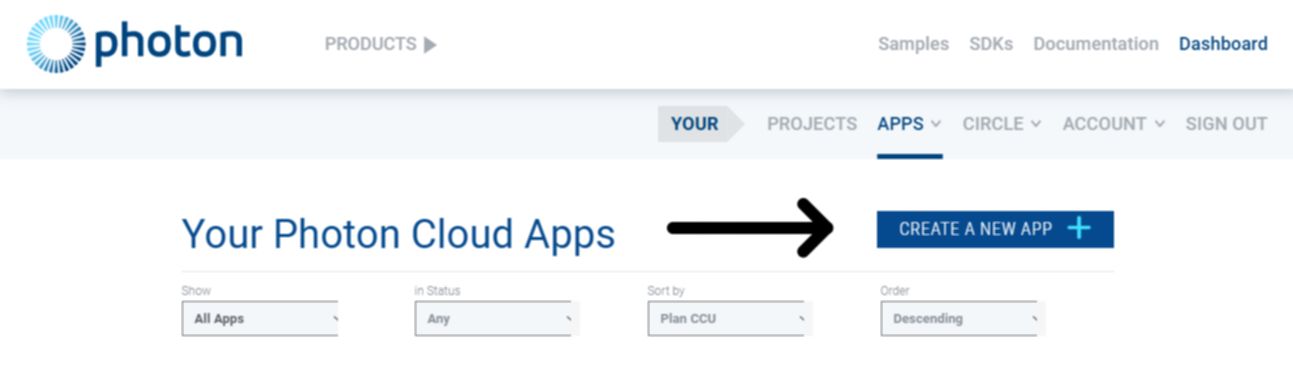 photon PRODUCTS Samples SDKs Documentation Dashboard
YOUR PROJECTS APPS CIRCLE ACCOUNT SIGN OUT
Your Photon Cloud Apps CREATE A NEW APP
Show in Status Sort by Order
All Apps Any Plan CCU Descending